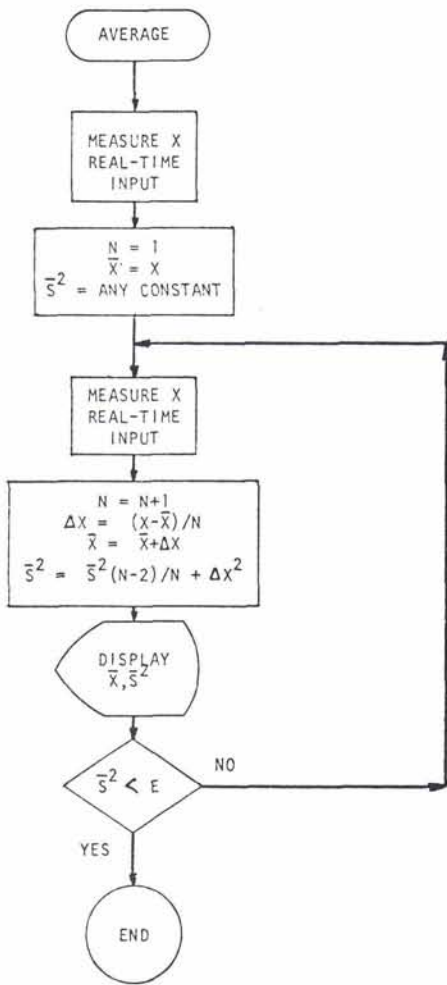 AVERAGE
MEASURE X
REAL-TIME
INPUT
N = 1
X̅ = X
S̅² = ANY CONSTANT
MEASURE X
REAL-TIME
INPUT
N = N+1
ΔX = (X-X̅)/N
X̅ = X̅+ΔX
S̅² = S̅²(N-2)/N + ΔX²
DISPLAY
X̅,S̅²
S̅² < E
NO
YES
END